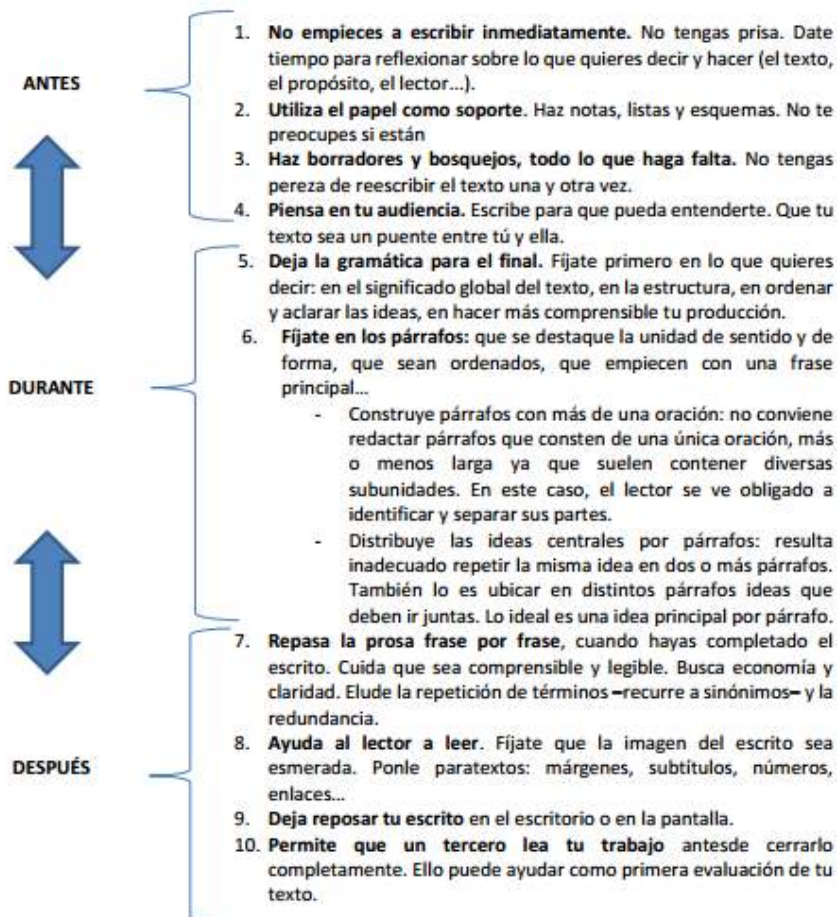 ANTES
1. No empieces a escribir inmediatamente. No tengas prisa. Date
tiempo para reflexionar sobre lo que quieres decir y hacer (el texto,
el propósito, el lector...).
2. Utiliza el papel como soporte. Haz notas, listas y esquemas. No te
preocupes si están
3. Haz borradores y bosquejos, todo lo que haga falta. No tengas
pereza de reescribir el texto una y otra vez.
4. Piensa en tu audiencia. Escribe para que pueda entenderte. Que tu
texto sea un puente entre tú y ella.
DURANTE
5. Deja la gramática para el final. Fíjate primero en lo que quieres
decir: en el significado global del texto, en la estructura, en ordenar
y aclarar las ideas, en hacer más comprensible tu producción.
6. Fíjate en los párrafos: que se destaque la unidad de sentido y de
forma, que sean ordenados, que empiecen con una frase
principal...
- Construye párrafos con más de una oración: no conviene
redactar párrafos que consten de una única oración, más
o menos larga ya que suelen contener diversas
subunidades. En este caso, el lector se ve obligado a
identificar y separar sus partes.
- Distribuye las ideas centrales por párrafos: resulta
inadecuado repetir la misma idea en dos o más párrafos.
También lo es ubicar en distintos párrafos ideas que
deben ir juntas. Lo ideal es una idea principal por párrafo.
DESPUÉS
7. Repasa la prosa frase por frase, cuando hayas completado el
escrito. Cuida que sea comprensible y legible. Busca economía y
claridad. Elude la repetición de términos –recurre a sinónimos– y la
redundancia.
8. Ayuda al lector a leer. Fíjate que la imagen del escrito sea
esmerada. Ponle paratextos: márgenes, subtítulos, números,
enlaces...
9. Deja reposar tu escrito en el escritorio o en la pantalla.
10. Permite que un tercero lea tu trabajo antesde cerrarlo
completamente. Ello puede ayudar como primera evaluación de tu
texto.